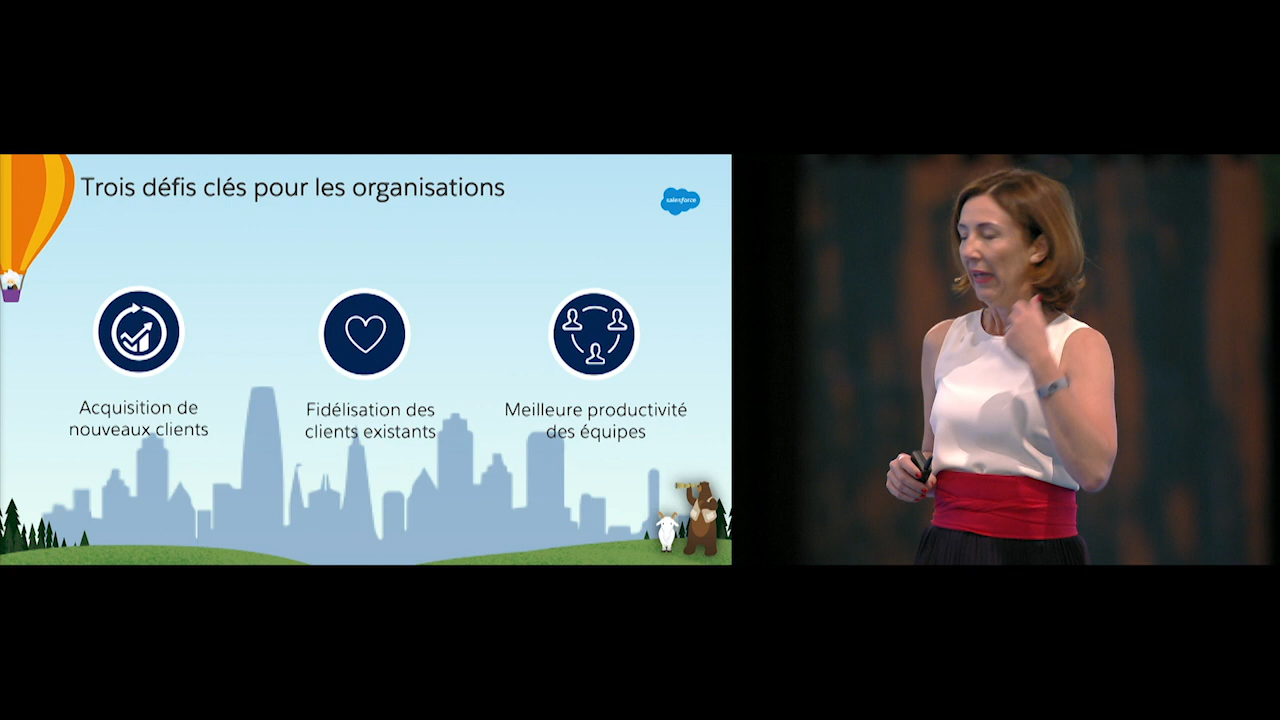 Trois défis clés pour les organisations
salesforce
Acquisition de
nouveaux clients
Fidélisation des
clients existants
Meilleure productivité
des équipes